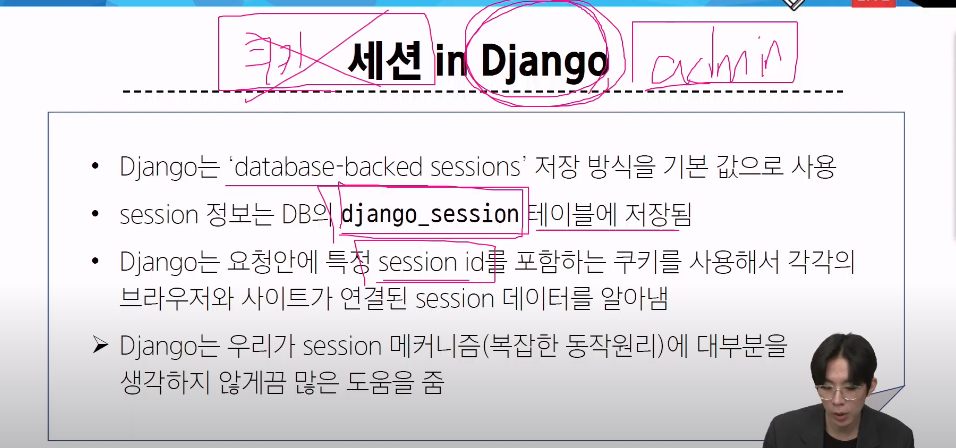 쿠키 세션 in Django admin
• Django는 ‘database-backed sessions’ 저장 방식을 기본 값으로 사용
• session 정보는 DB의 django_session 테이블에 저장됨
• Django는 요청안에 특정 session id를 포함하는 쿠키를 사용해서 각각의
브라우저와 사이트가 연결된 session 데이터를 알아냄
➤ Django는 우리가 session 메커니즘(복잡한 동작원리)에 대부분을
생각하지 않게끔 많은 도움을 줌